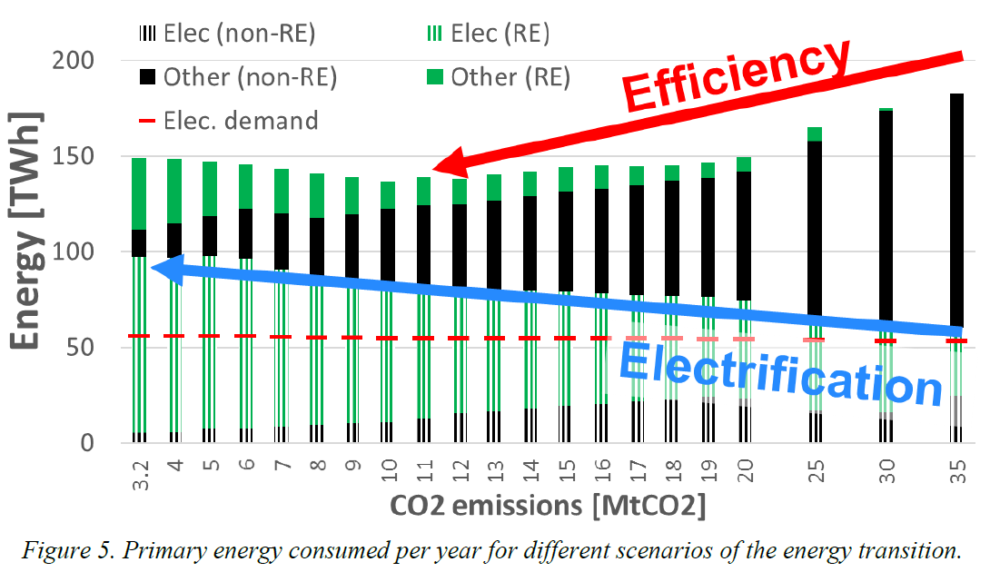 Elec (non-RE)
Elec (RE)
Other (non-RE)
Other (RE)
Elec. demand
Efficiency
Electrification
Energy [TWh]
200
150
100
50
0
3.2 4 5 6 7 8 9 10 11 12 13 14 15 16 17 18 19 20 25 30 35
CO2 emissions [MtCO2]
Figure 5. Primary energy consumed per year for different scenarios of the energy transition.